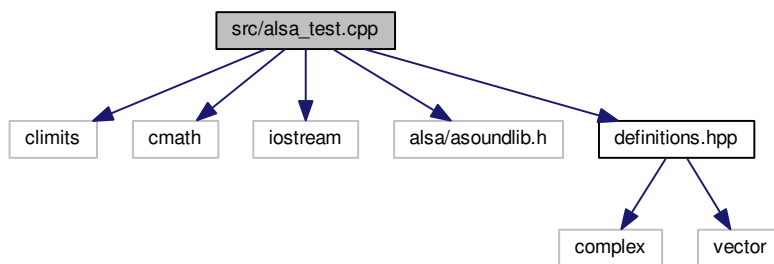 src/alsa_test.cpp
climits
cmath
iostream
alsa/asoundlib.h
definitions.hpp
complex
vector